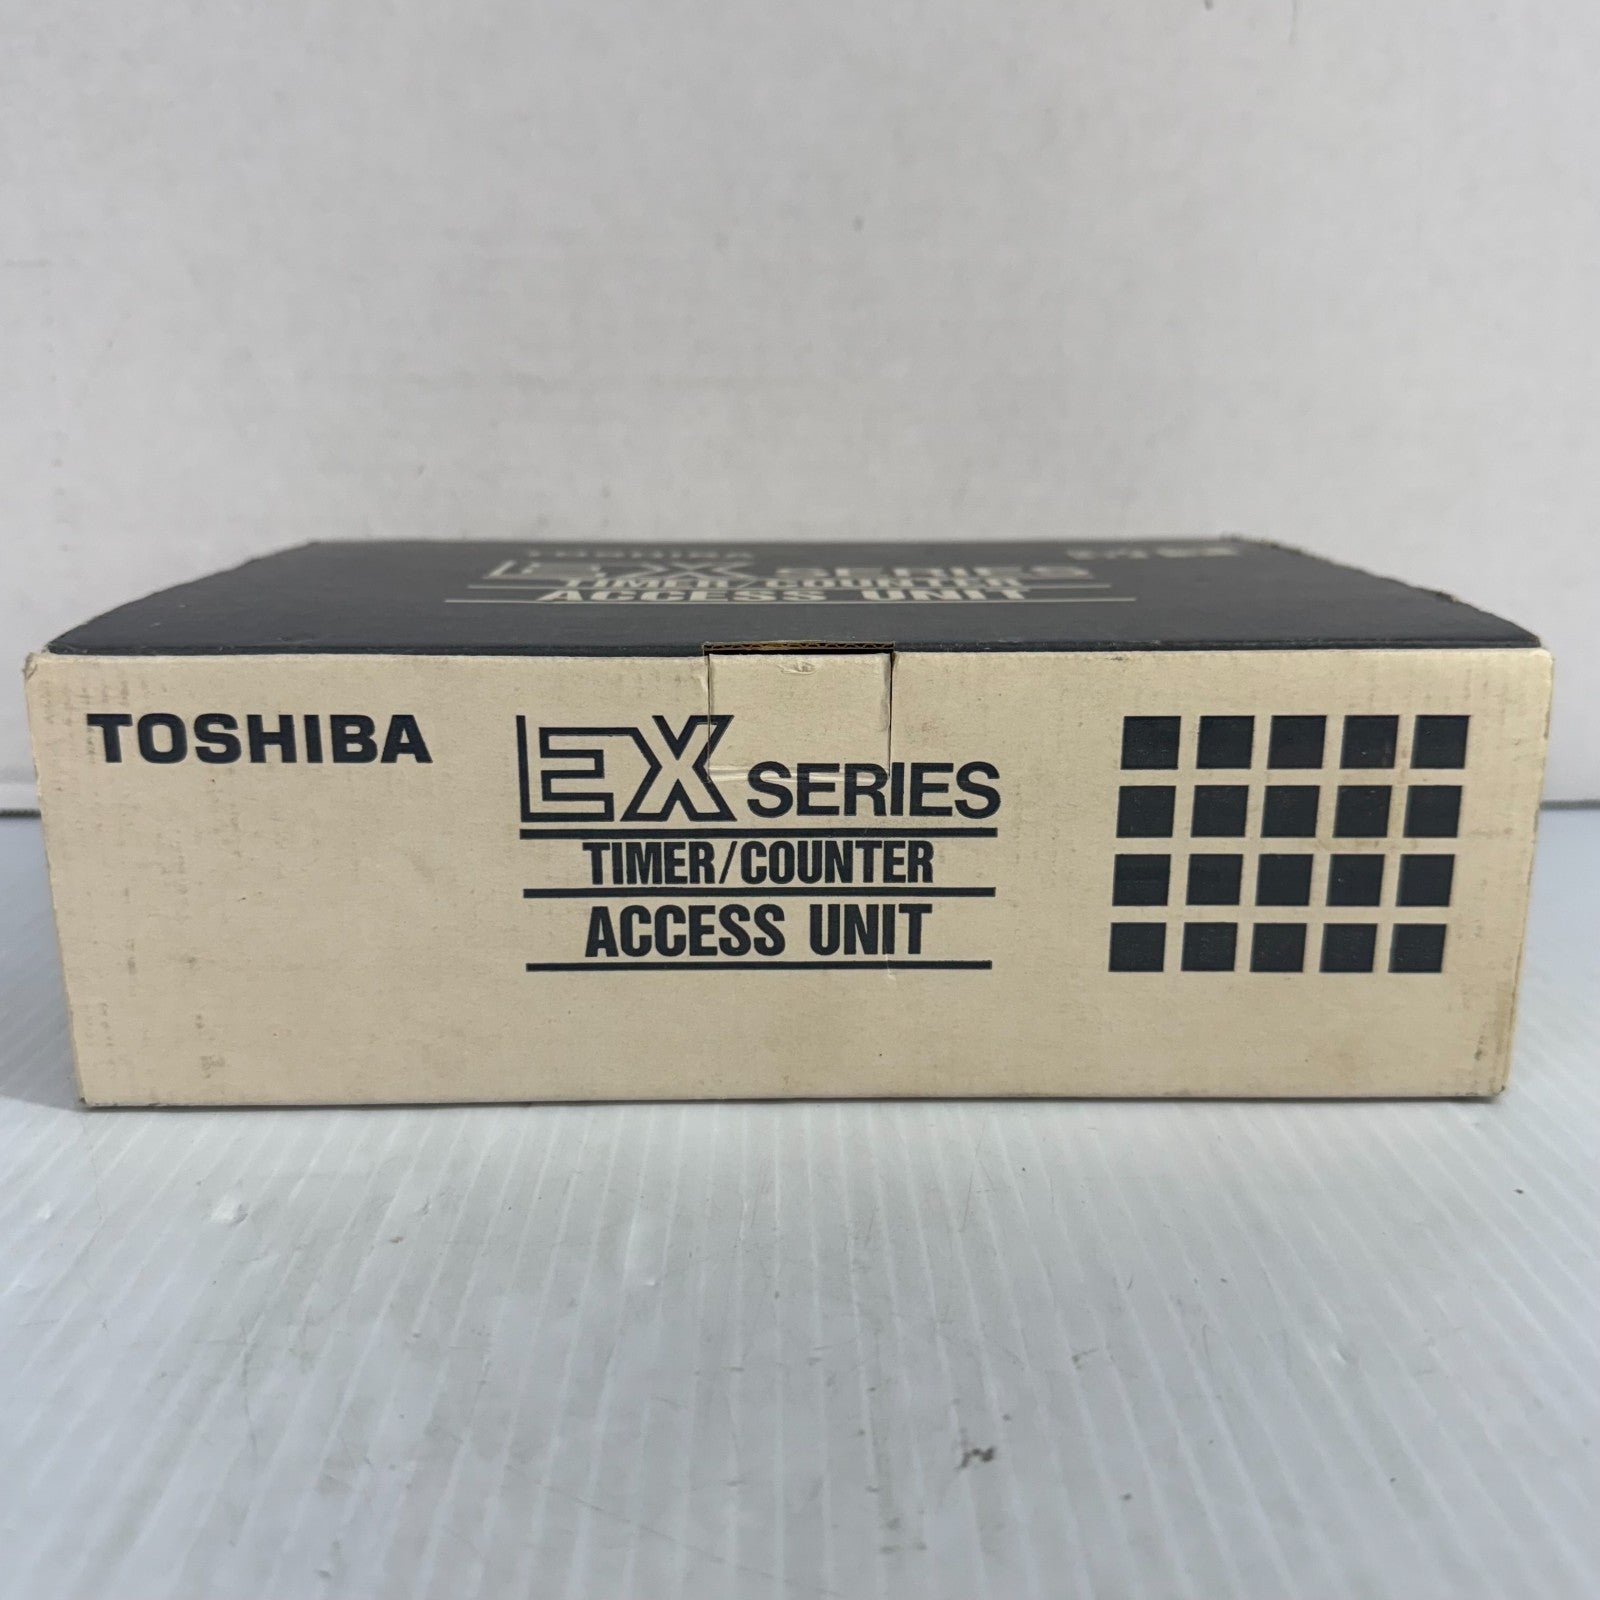 TOSHIBA
EX SERIES
TIMER/COUNTER
ACCESS UNIT
TOSHIBA
EX SERIES
TIMER/COUNTER
ACCESS UNIT